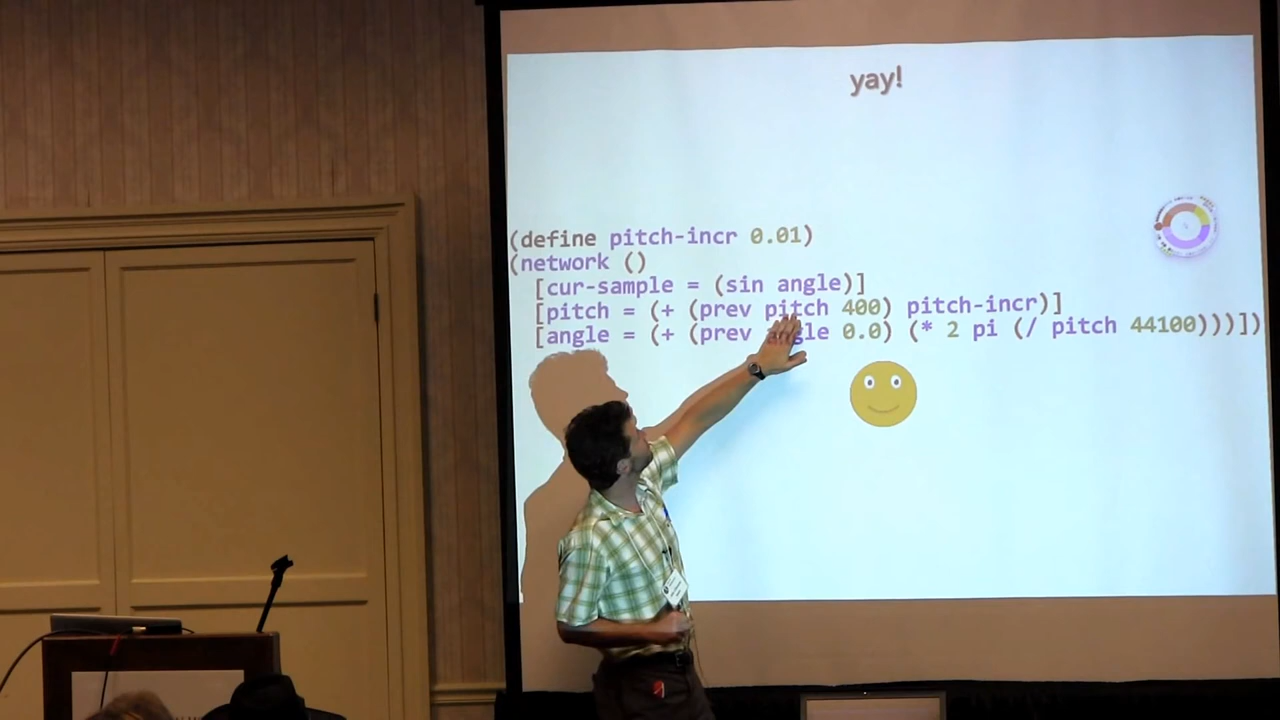 yay!
(define pitch-incr 0.01)
(network ()
[cur-sample = (sin angle)]
[pitch = (+ (prev pitch 400) pitch-incr)]
[angle = (+ (prev angle 0.0) (* 2 pi (/ pitch 44100)))])